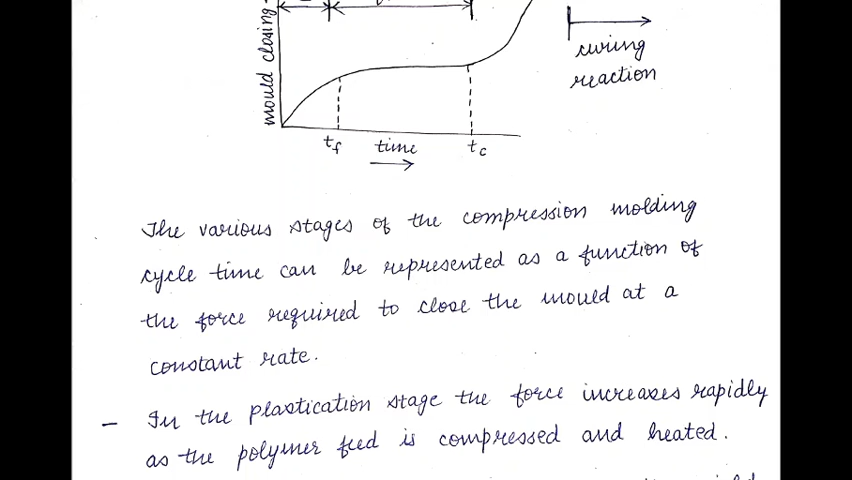 mould closing
curing
reaction
tf time tc
The various stages of the compression molding
cycle time can be represented as a function of
the force required to close the mould at a
constant rate.
- In the plastication stage the force increases rapidly
as the polymer feed is compressed and heated.